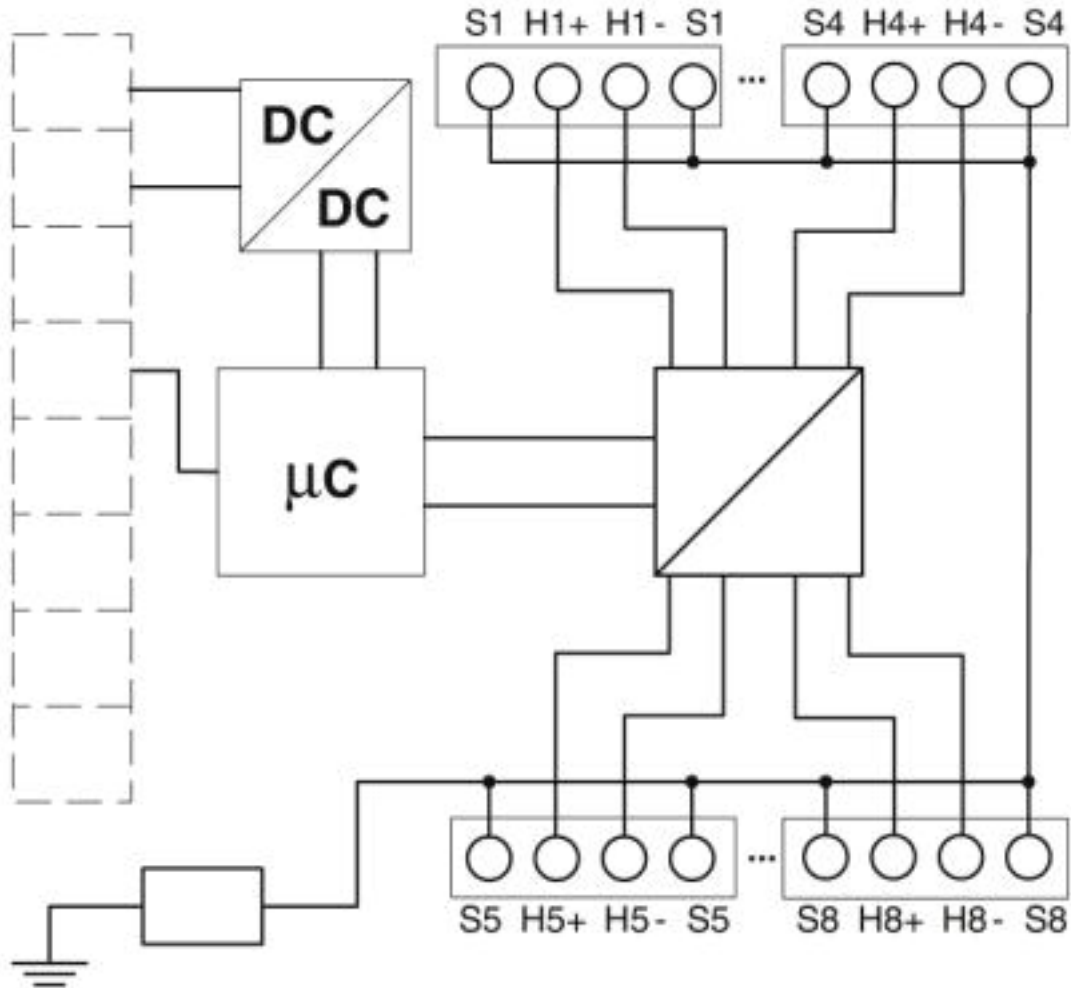 S1 H1+ H1- S1 S4 H4+ H4- S4
...
DC
DC
μC
...
S5 H5+ H5- S5 S8 H8+ H8- S8